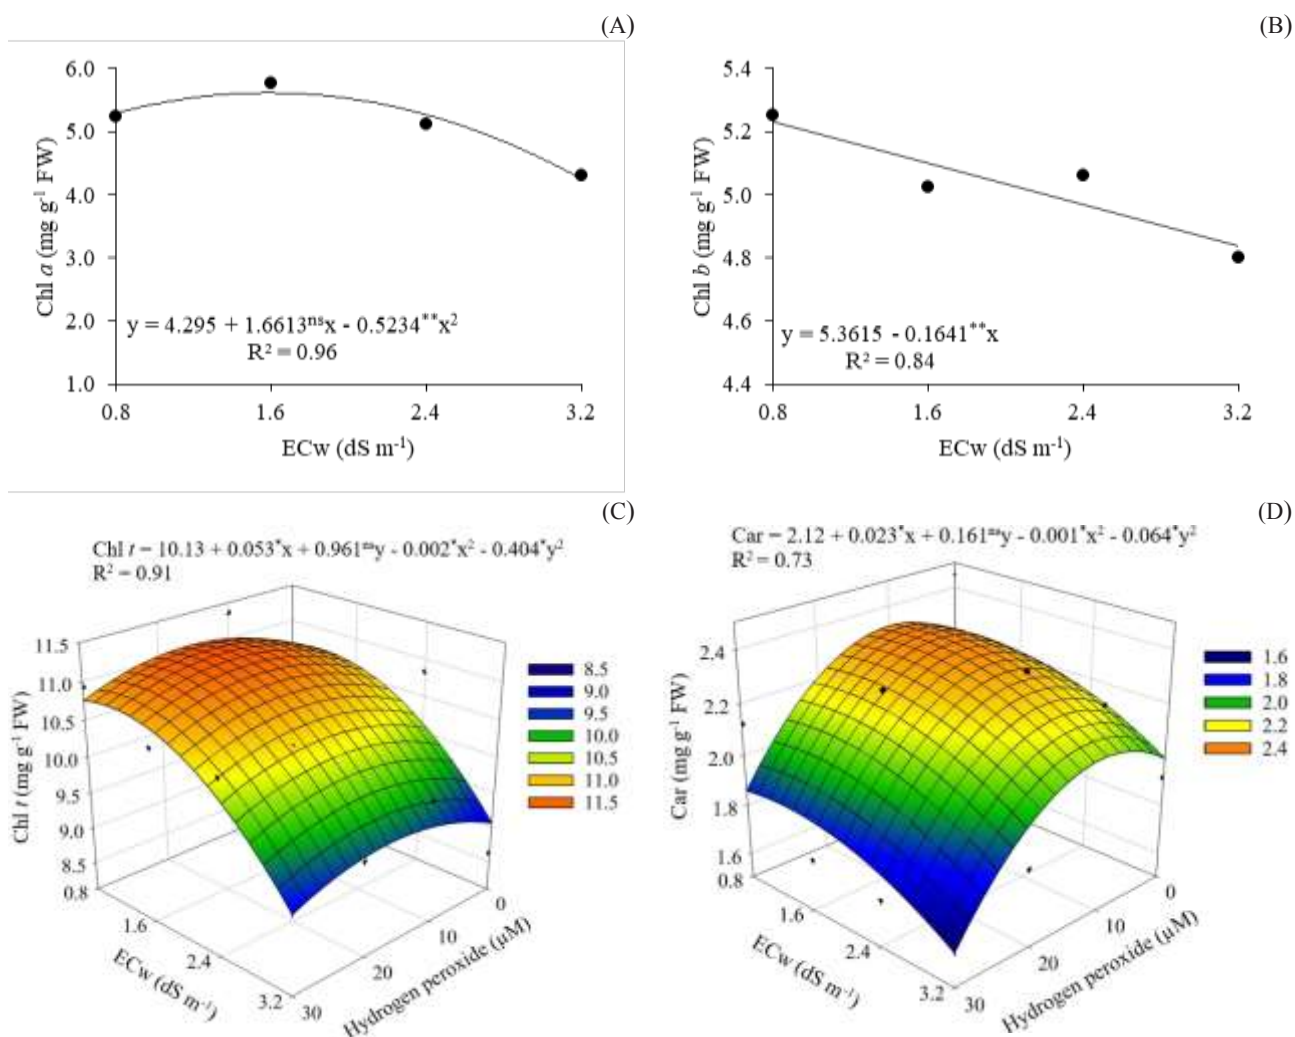 (A)
6.0
5.0
4.0
3.0
2.0
1.0
Chl a (mg g⁻¹ FW)
y = 4.295 + 1.6613ⁿˢx - 0.5234**x²
R² = 0.96
0.8 1.6 2.4 3.2
ECw (dS m⁻¹)
(B)
5.4
5.2
5.0
4.8
4.6
4.4
Chl b (mg g⁻¹ FW)
y = 5.3615 - 0.1641**x
R² = 0.84
0.8 1.6 2.4 3.2
ECw (dS m⁻¹)
(C)
Chl t = 10.13 + 0.053*x + 0.961ⁿˢy - 0.002*x² - 0.404*y²
R² = 0.91
11.5
11.0
10.5
10.0
9.5
9.0
8.5
Chl t (mg g⁻¹ FW)
0.8
1.6
2.4
3.2
ECw (dS m⁻¹)
0
10
20
30
Hydrogen peroxide (µM)
8.5
9.0
9.5
10.0
10.5
11.0
11.5
(D)
Car = 2.12 + 0.023*x + 0.161ⁿˢy - 0.001*x² - 0.064*y²
R² = 0.73
2.4
2.2
2.0
1.8
1.6
Car (mg g⁻¹ FW)
0.8
1.6
2.4
3.2
ECw (dS m⁻¹)
0
10
20
30
Hydrogen peroxide (µM)
1.6
1.8
2.0
2.2
2.4